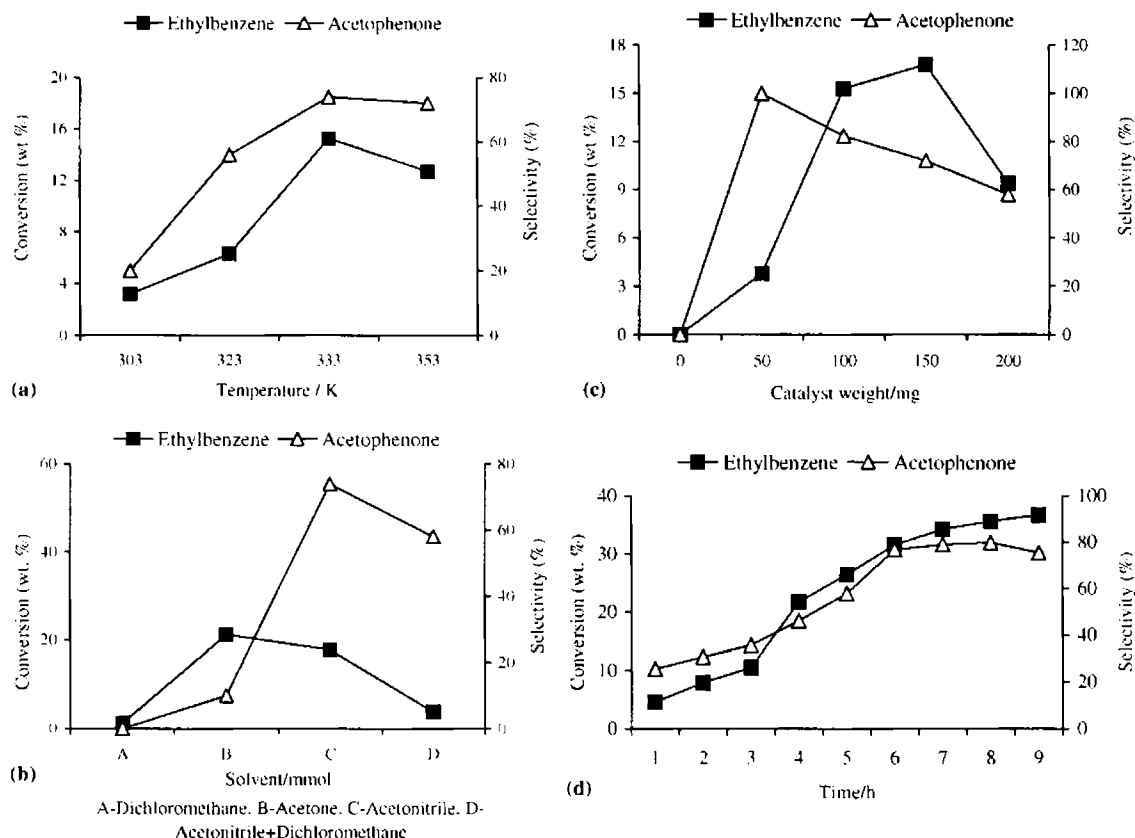 Ethylbenzene Acetophenone
20
16
12
8
4
0
Conversion (wt %)
80
60
40
20
0
Selectivity (%)
303 323 333 353
Temperature / K
(a)
Ethylbenzene Acetophenone
18
15
12
9
6
3
0
Conversion (wt %)
120
100
80
60
40
20
0
Selectivity (%)
0 50 100 150 200
Catalyst weight/mg
(c)
Ethylbenzene Acetophenone
60
40
20
0
Conversion (wt. %)
80
60
40
20
0
Selectivity (%)
A B C D
Solvent/mmol
(b)
A-Dichloromethane. B-Acetone. C-Acetonitrile. D-
Acetonitrile+Dichloromethane
Ethylbenzene Acetophenone
40
30
20
10
0
Conversion (wt. %)
100
80
60
40
20
0
Selectivity (%)
1 2 3 4 5 6 7 8 9
Time/h
(d)